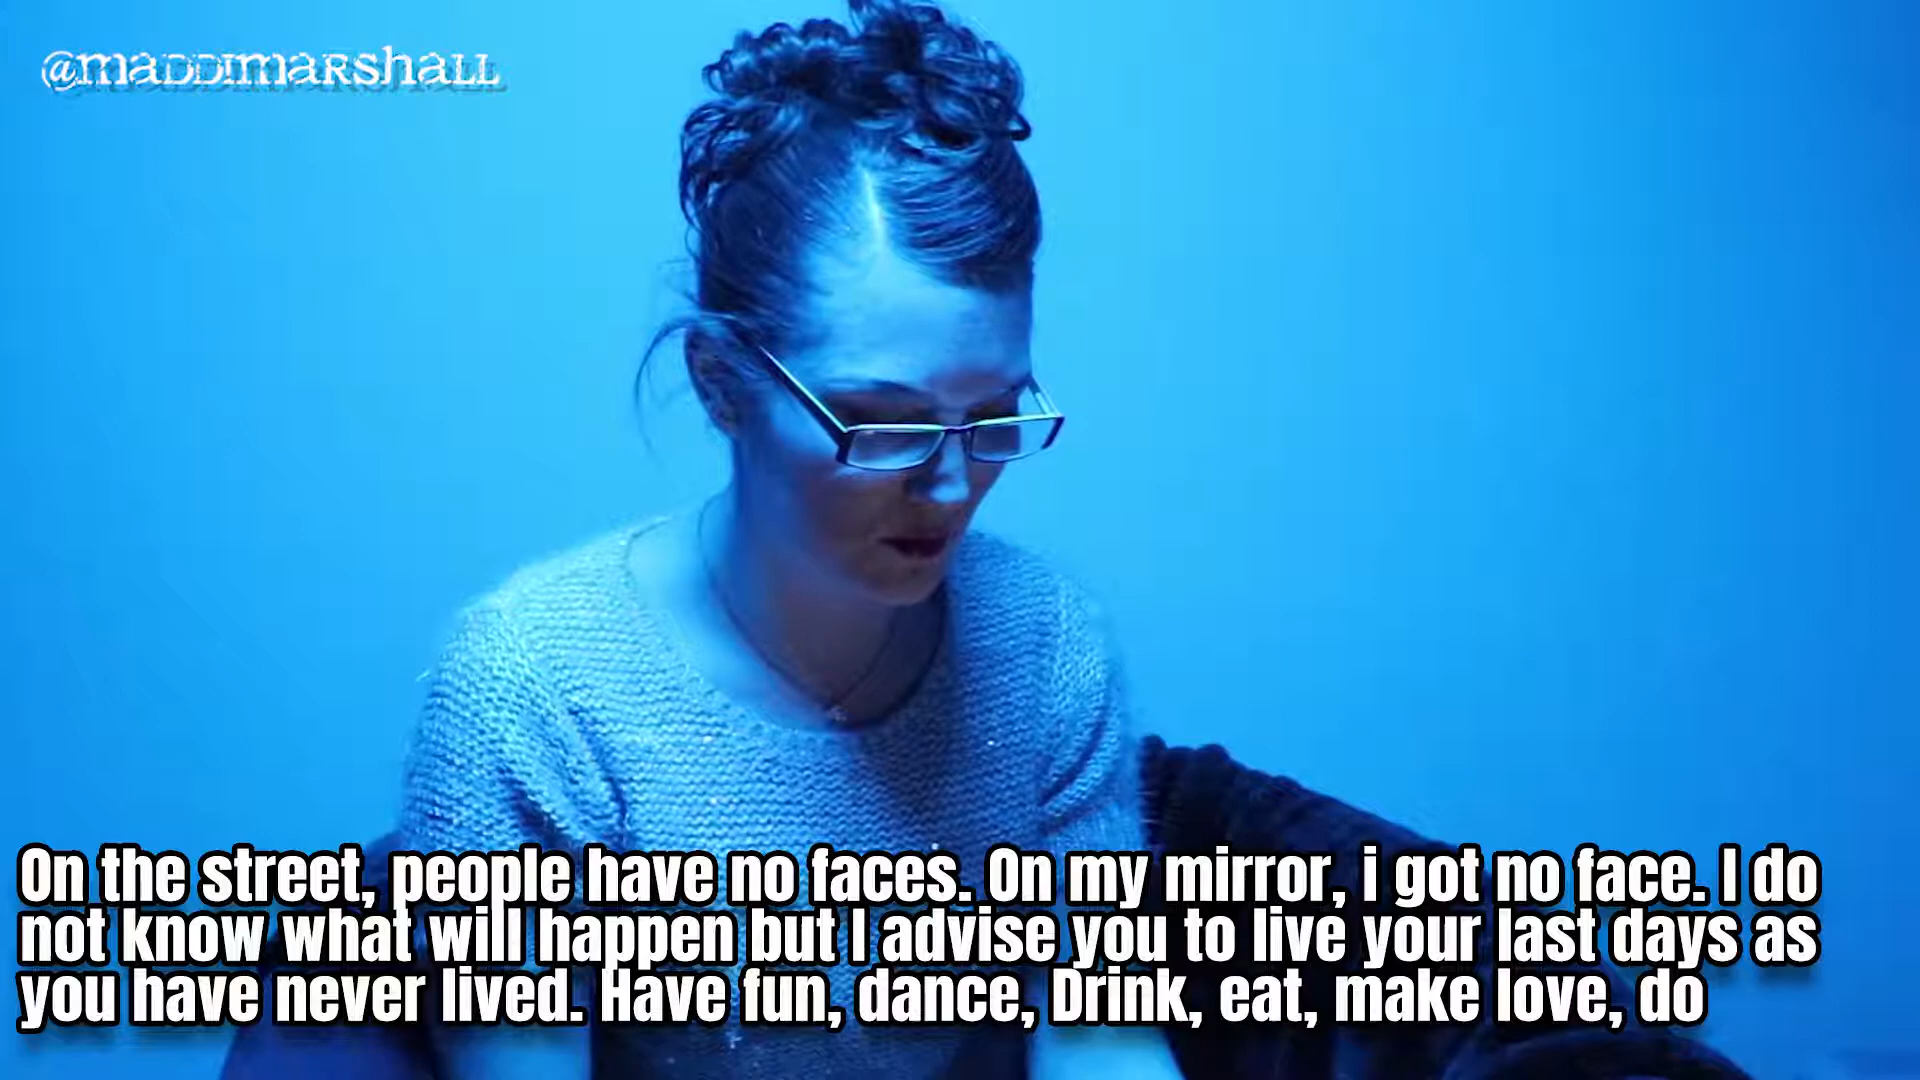 @maDDImaRshaLL
On the street, people have no faces. On my mirror, i got no face. I do
not know what will happen but I advise you to live your last days as
you have never lived. Have fun, dance, Drink, eat, make love, do